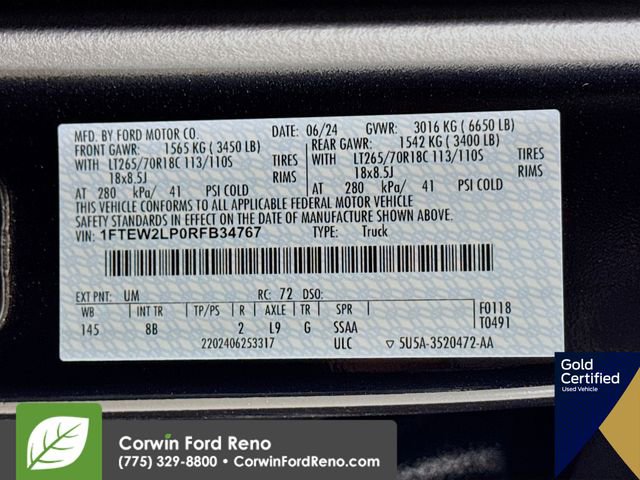 MFD. BY FORD MOTOR CO. DATE: 06/24 GVWR: 3016 KG ( 6650 LB)
FRONT GAWR: 1565 KG ( 3450 LB) REAR GAWR: 1542 KG ( 3400 LB)
WITH LT265/70R18C 113/110S TIRES WITH LT265/70R18C 113/110S TIRES
18x8.5J RIMS 18x8.5J RIMS
AT 280 kPa/ 41 PSI COLD AT 280 kPa/ 41 PSI COLD
THIS VEHICLE CONFORMS TO ALL APPLICABLE FEDERAL MOTOR VEHICLE
SAFETY STANDARDS IN EFFECT ON THE DATE OF MANUFACTURE SHOWN ABOVE.
VIN: 1FTEW2LP0RFB34767 TYPE: Truck
EXT PNT: UM RC: 72 DSO:
WB INT TR TP/PS R AXLE TR SPR F0118
145 8B 2 L9 G SSAA T0491
2202406253317 ULC ▽ 5U5A-3520472-AA
Gold
Certified
Used Vehicle
Corwin Ford Reno
(775) 329-8800 • CorwinFordReno.com